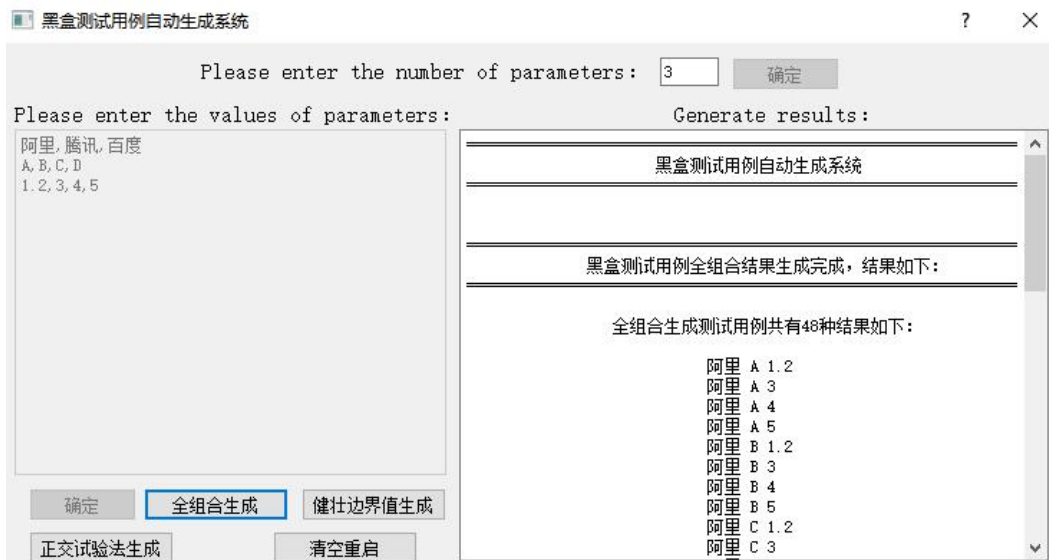 黑盒测试用例自动生成系统 ? ×
Please enter the number of parameters: 3 确定
Please enter the values of parameters:
阿里,腾讯,百度
A,B,C,D
1.2,3,4,5
确定 全组合生成 健壮边界值生成
正交试验法生成 清空重启
Generate results:
黑盒测试用例自动生成系统
黑盒测试用例全组合结果生成完成，结果如下：
全组合生成测试用例共有48种结果如下：
阿里 A 1.2
阿里 A 3
阿里 A 4
阿里 A 5
阿里 B 1.2
阿里 B 3
阿里 B 4
阿里 B 5
阿里 C 1.2
阿里 C 3